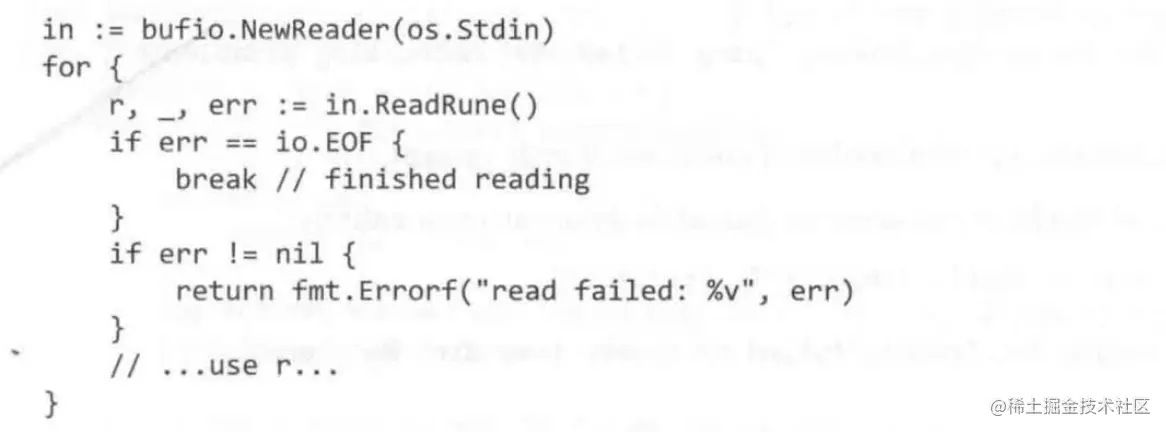 in := bufio.NewReader(os.Stdin)
for {
    r, _, err := in.ReadRune()
    if err == io.EOF {
        break // finished reading
    }
    if err != nil {
        return fmt.Errorf("read failed: %v", err)
    }
    // ...use r...
}
@稀土掘金技术社区